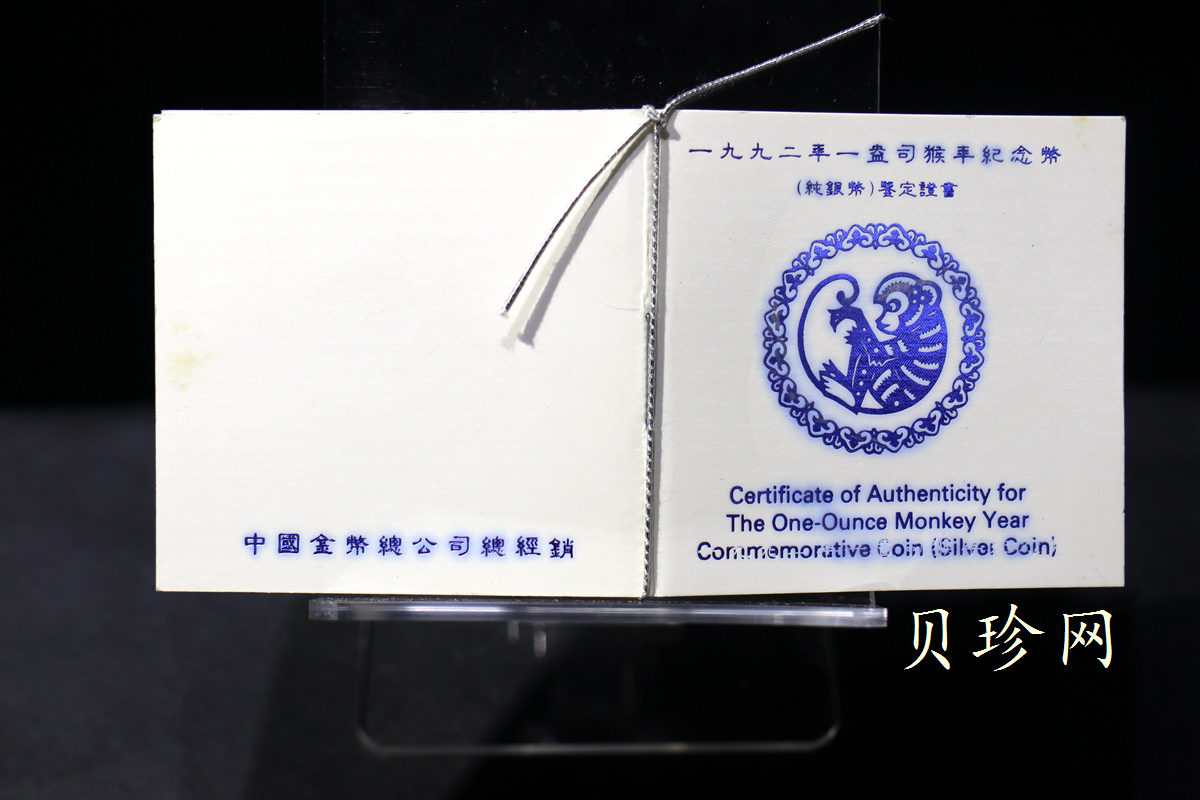 一九九二年一盎司猴年紀念幣
(純銀幣)鑒定證書
Certificate of Authenticity for
The One-Ounce Monkey Year
Commemorative Coin (Silver Coin)
中國金幣總公司總經銷
贝珍网